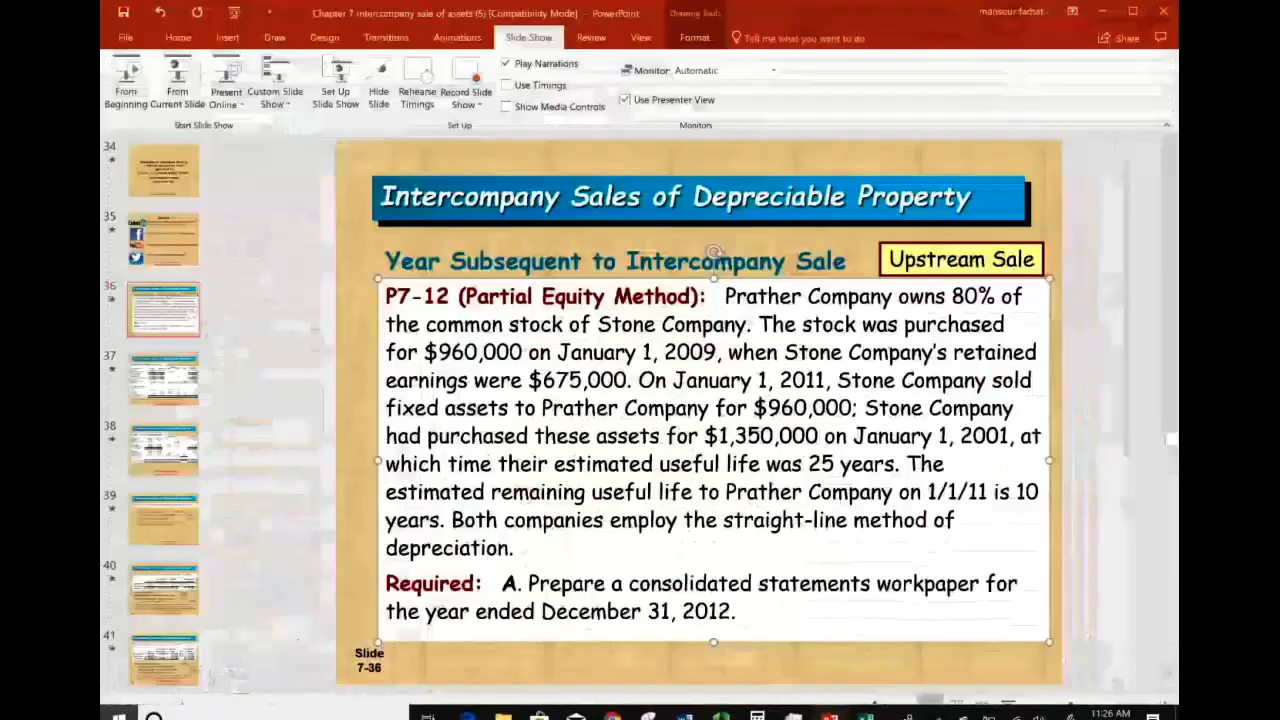 Chapter 7 intercompany sale of assets (5) [Compatibility Mode] - PowerPoint
Drawing Tools
mansour farhat
File Home Insert Draw Design Transitions Animations Slide Show Review View Format Tell me what you want to do Share
From Beginning
From Current Slide
Present Online
Custom Slide Show
Start Slide Show
Set Up Slide Show
Hide Slide
Rehearse Timings
Record Slide Show
Play Narrations
Use Timings
Show Media Controls
Set Up
Monitor: Automatic
Use Presenter View
Monitors
34
35
36
37
38
39
40
41
Intercompany Sales of Depreciable Property
Year Subsequent to Intercompany Sale
Upstream Sale
P7-12 (Partial Equity Method): Prather Company owns 80% of
the common stock of Stone Company. The stock was purchased
for $960,000 on January 1, 2009, when Stone Company's retained
earnings were $675,000. On January 1, 2011, Stone Company sold
fixed assets to Prather Company for $960,000; Stone Company
had purchased these assets for $1,350,000 on January 1, 2001, at
which time their estimated useful life was 25 years. The
estimated remaining useful life to Prather Company on 1/1/11 is 10
years. Both companies employ the straight-line method of
depreciation.
Required: A. Prepare a consolidated statements workpaper for
the year ended December 31, 2012.
Slide
7-36
11:26 AM